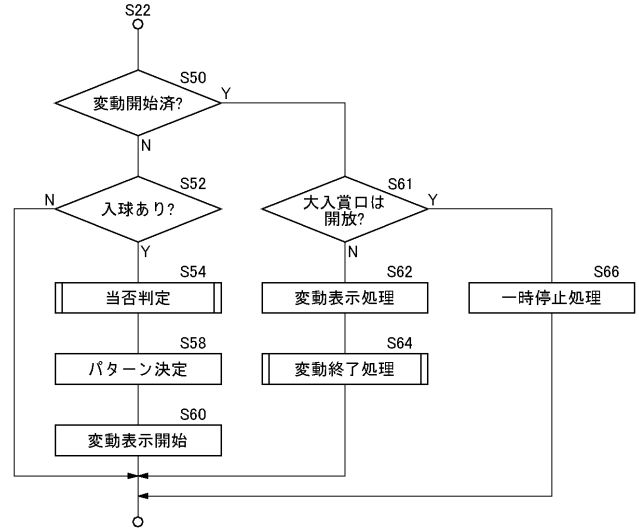 S22
S50
変動開始済?
Y
N
S52
N
入球あり?
Y
S61
大入賞口は
開放?
Y
N
S54
当否判定
S62
変動表示処理
S66
一時停止処理
S58
パターン決定
S64
変動終了処理
S60
変動表示開始